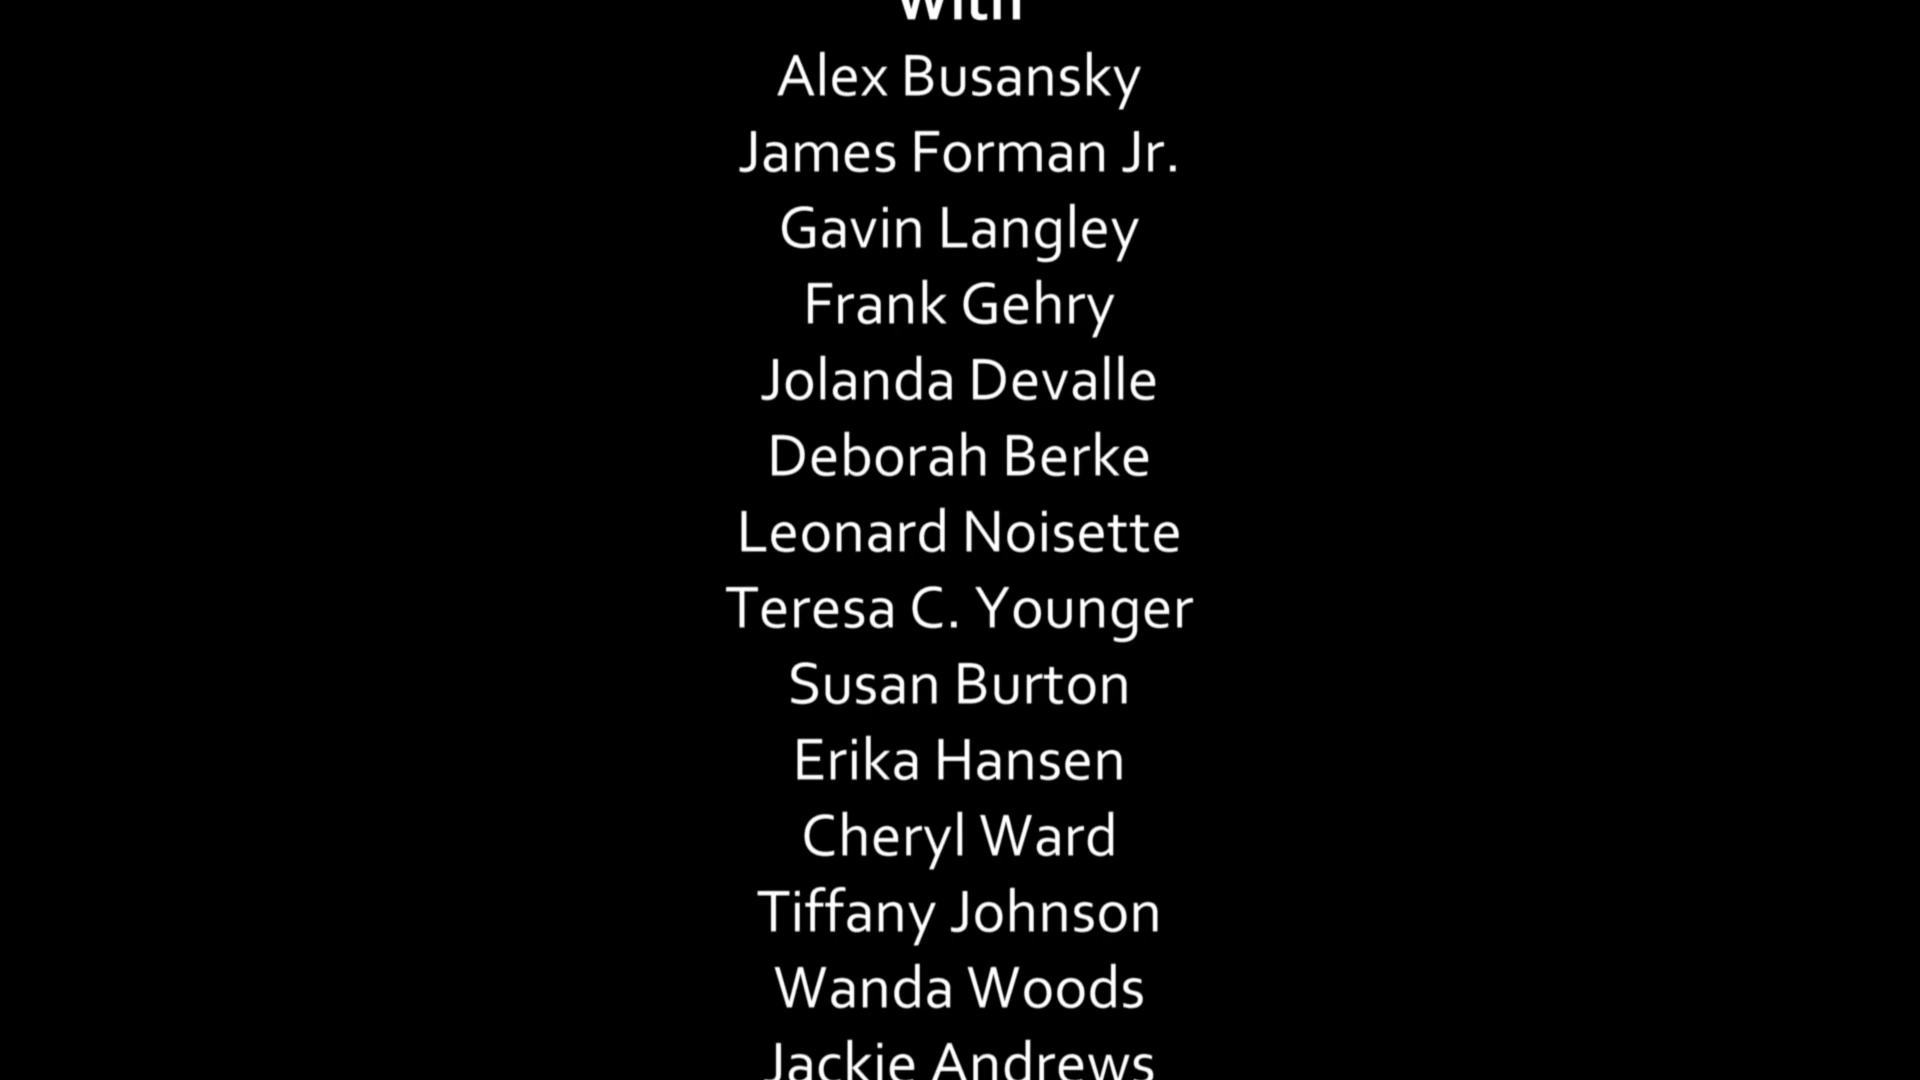 with
Alex Busansky
James Forman Jr.
Gavin Langley
Frank Gehry
Jolanda Devalle
Deborah Berke
Leonard Noisette
Teresa C. Younger
Susan Burton
Erika Hansen
Cheryl Ward
Tiffany Johnson
Wanda Woods
Jackie Andrews